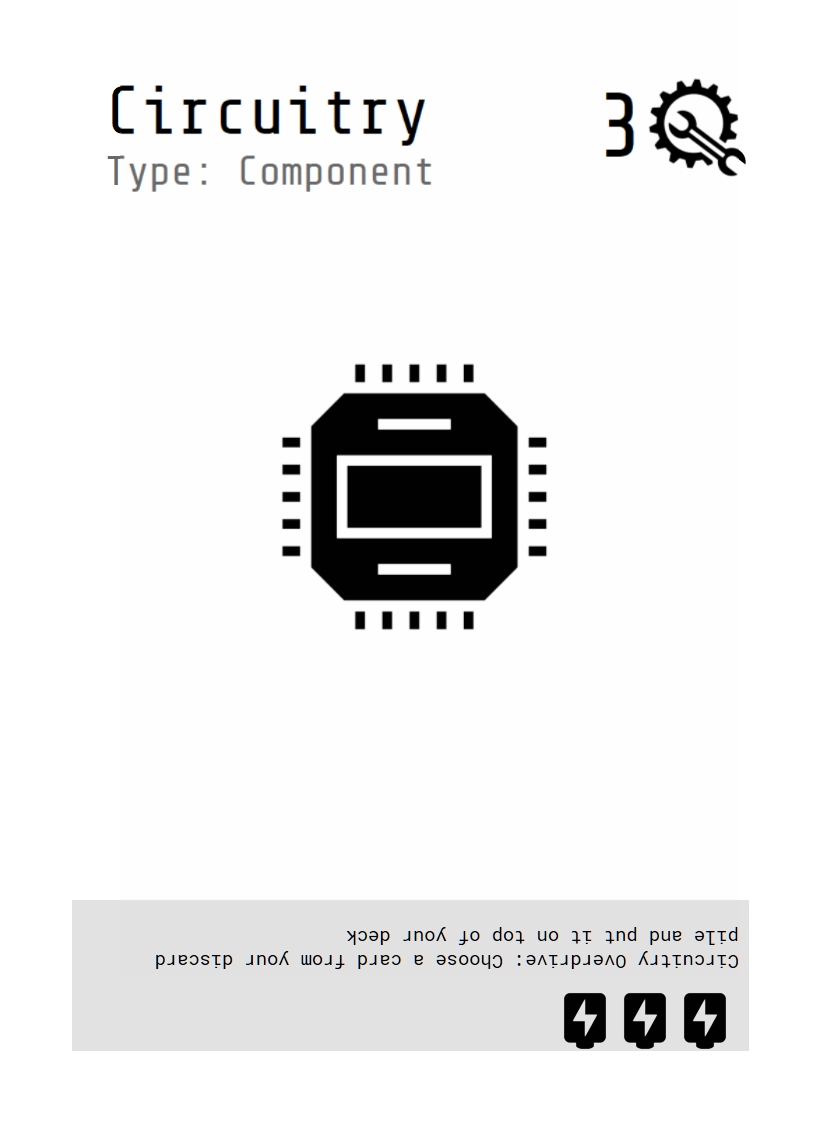 Circuitry
3
Type: Component
Circuitry Overdrive: Choose a card from your discard
pile and put it on top of your deck